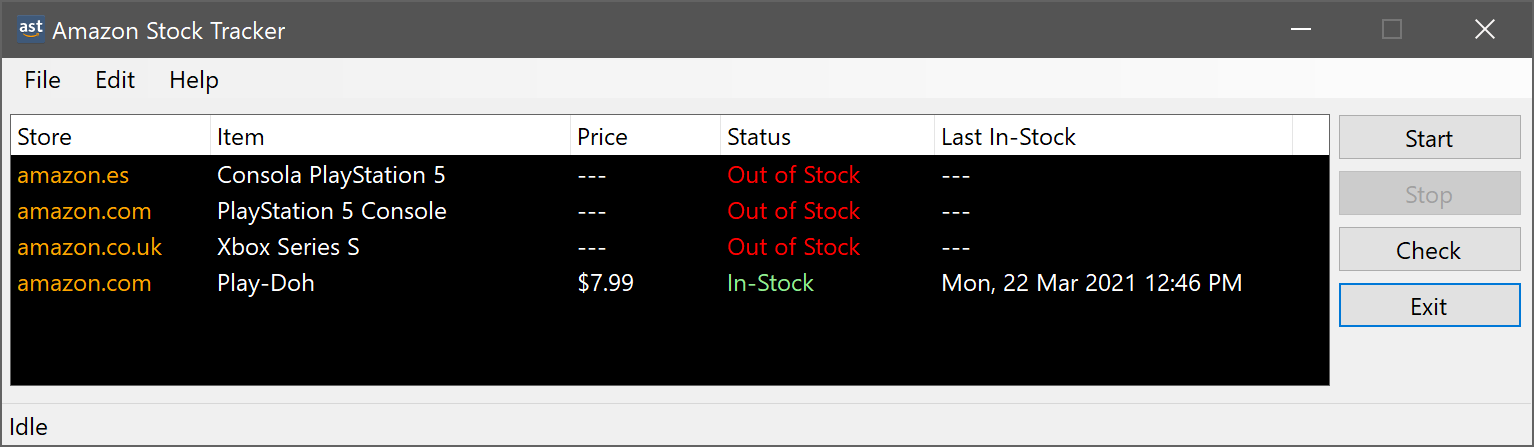 ast Amazon Stock Tracker
File Edit Help
Store Item Price Status Last In-Stock
amazon.es Consola PlayStation 5 --- Out of Stock ---
amazon.com PlayStation 5 Console --- Out of Stock ---
amazon.co.uk Xbox Series S --- Out of Stock ---
amazon.com Play-Doh $7.99 In-Stock Mon, 22 Mar 2021 12:46 PM
Start
Stop
Check
Exit
Idle